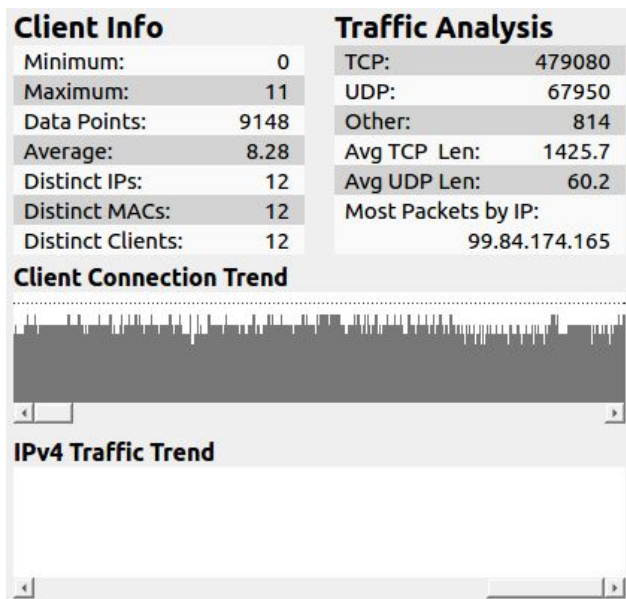 Client Info
Minimum: 0
Maximum: 11
Data Points: 9148
Average: 8.28
Distinct IPs: 12
Distinct MACs: 12
Distinct Clients: 12
Traffic Analysis
TCP: 479080
UDP: 67950
Other: 814
Avg TCP Len: 1425.7
Avg UDP Len: 60.2
Most Packets by IP:
99.84.174.165
Client Connection Trend
IPv4 Traffic Trend